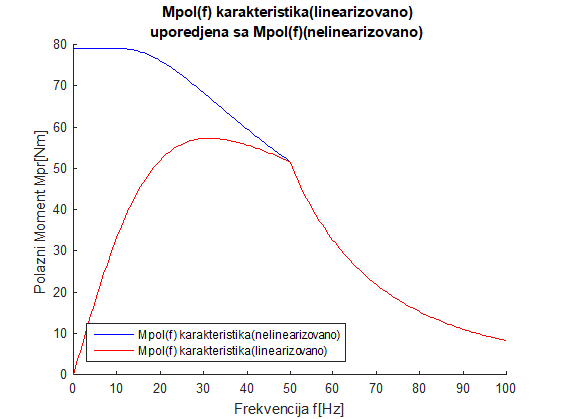 Mpol(f) karakteristika(linearizovano)
uporedjena sa Mpol(f)(nelinearizovano)
80
70
60
50
40
30
20
10
0
Polazni Moment Mpr[Nm]
Mpol(f) karakteristika(nelinearizovano)
Mpol(f) karakteristika(linearizovano)
0 10 20 30 40 50 60 70 80 90 100
Frekvencija f[Hz]